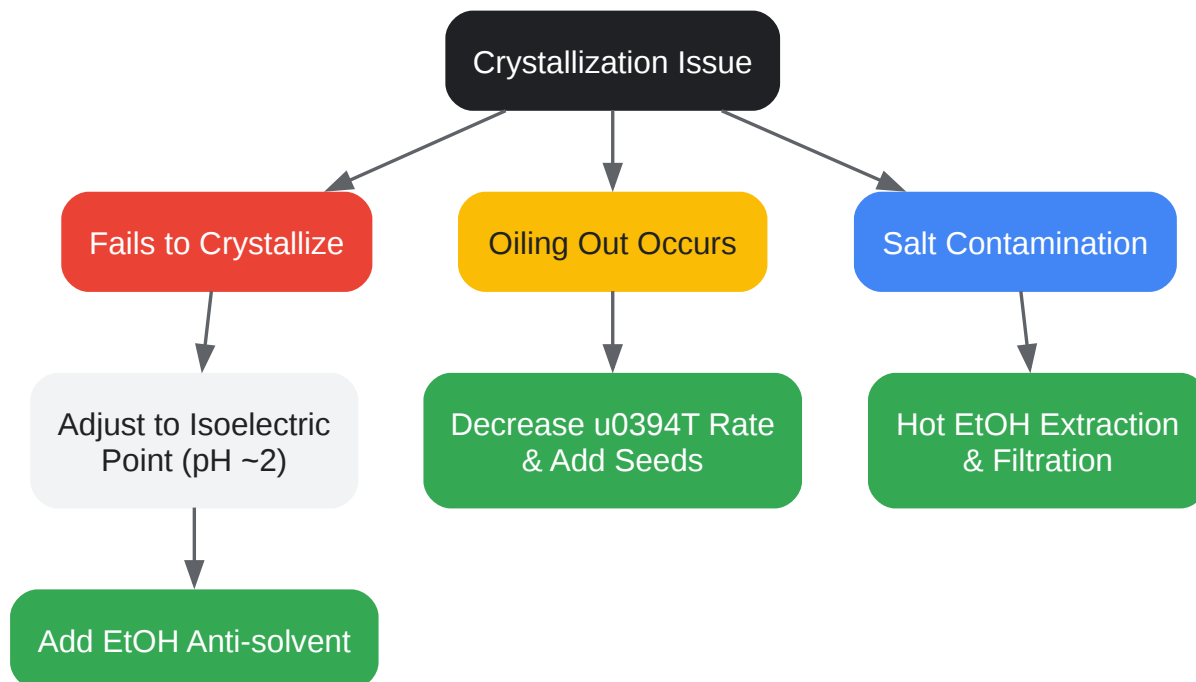 Crystallization Issue
Fails to Crystallize
Oiling Out Occurs
Salt Contamination
Adjust to Isoelectric
Point (pH ~2)
Decrease u0394T Rate
& Add Seeds
Hot EtOH Extraction
& Filtration
Add EtOH Anti-solvent